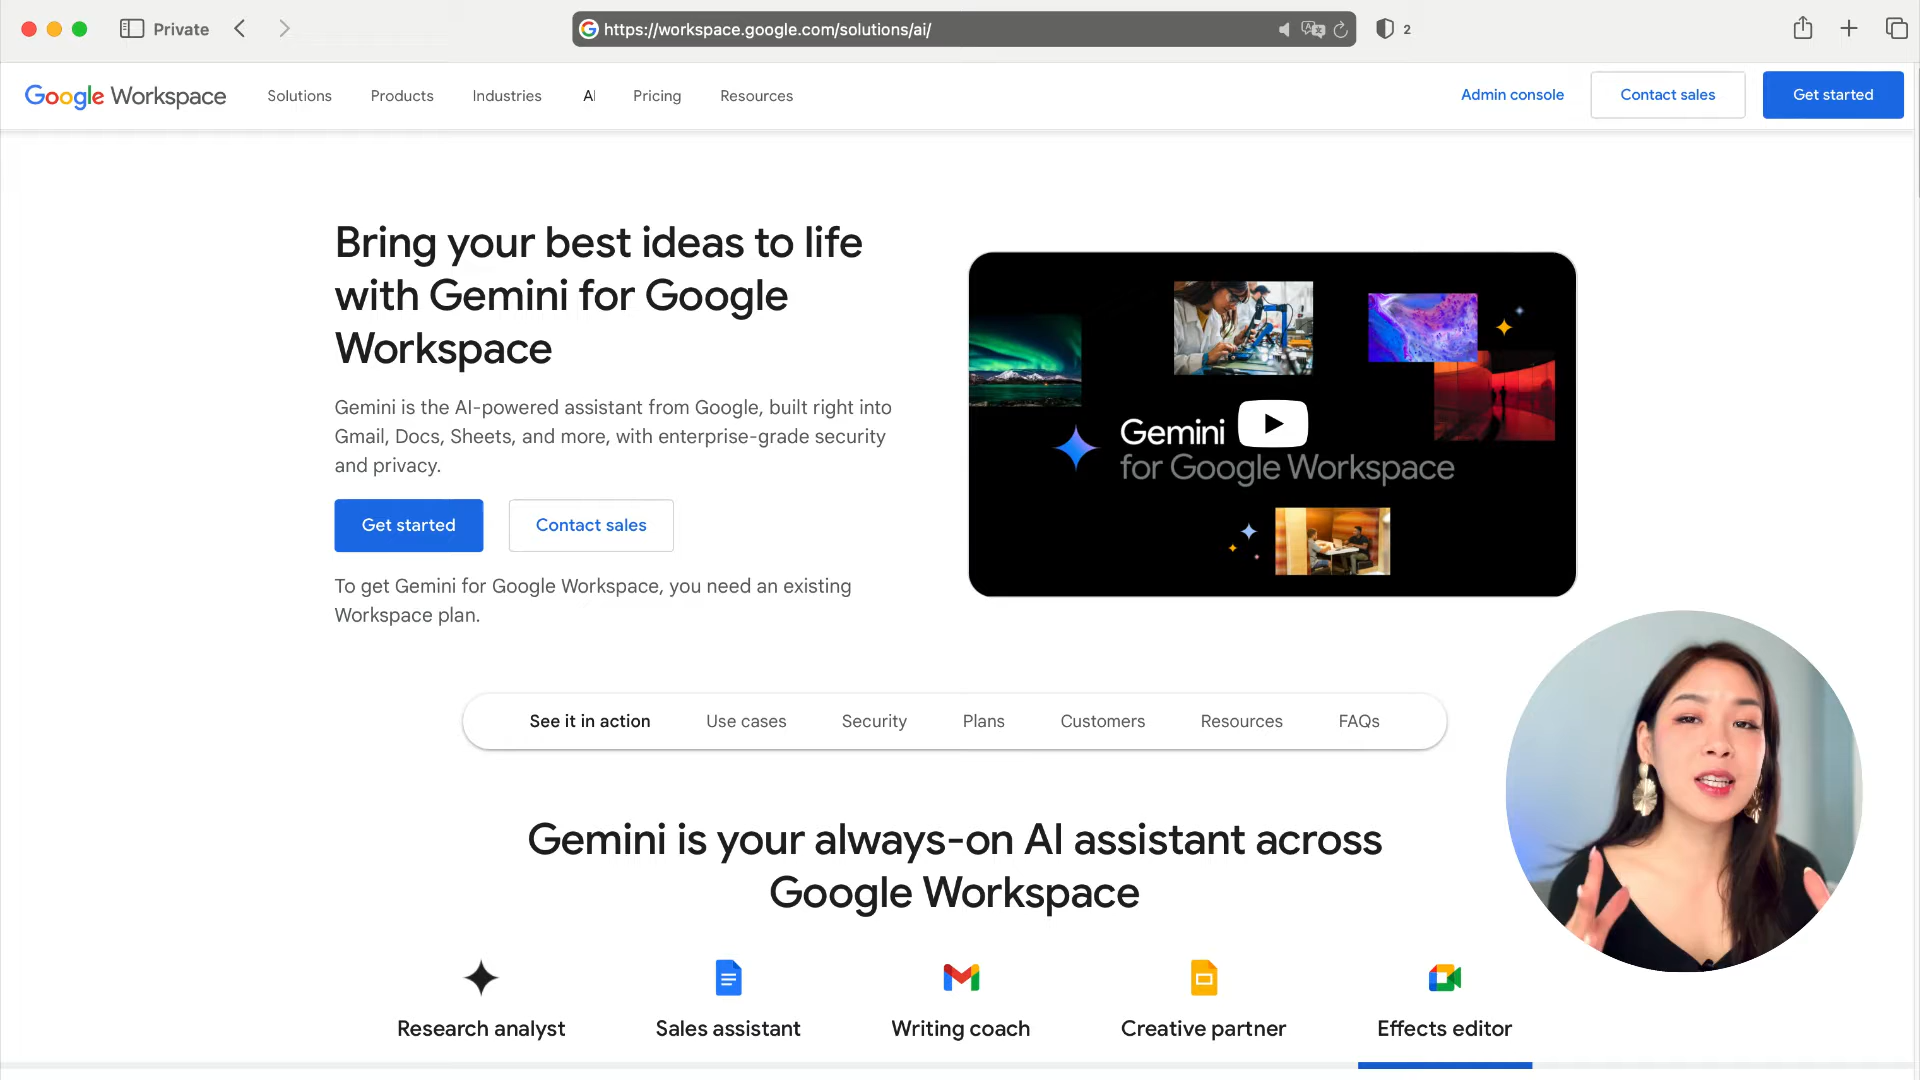 Private
https://workspace.google.com/solutions/ai/
2
Google Workspace
Solutions
Products
Industries
AI
Pricing
Resources
Admin console
Contact sales
Get started
Bring your best ideas to life
with Gemini for Google
Workspace
Gemini is the AI-powered assistant from Google, built right into
Gmail, Docs, Sheets, and more, with enterprise-grade security
and privacy.
Get started
Contact sales
To get Gemini for Google Workspace, you need an existing
Workspace plan.
Gemini
for Google Workspace
See it in action
Use cases
Security
Plans
Customers
Resources
FAQs
Gemini is your always-on AI assistant across
Google Workspace
Research analyst
Sales assistant
Writing coach
Creative partner
Effects editor